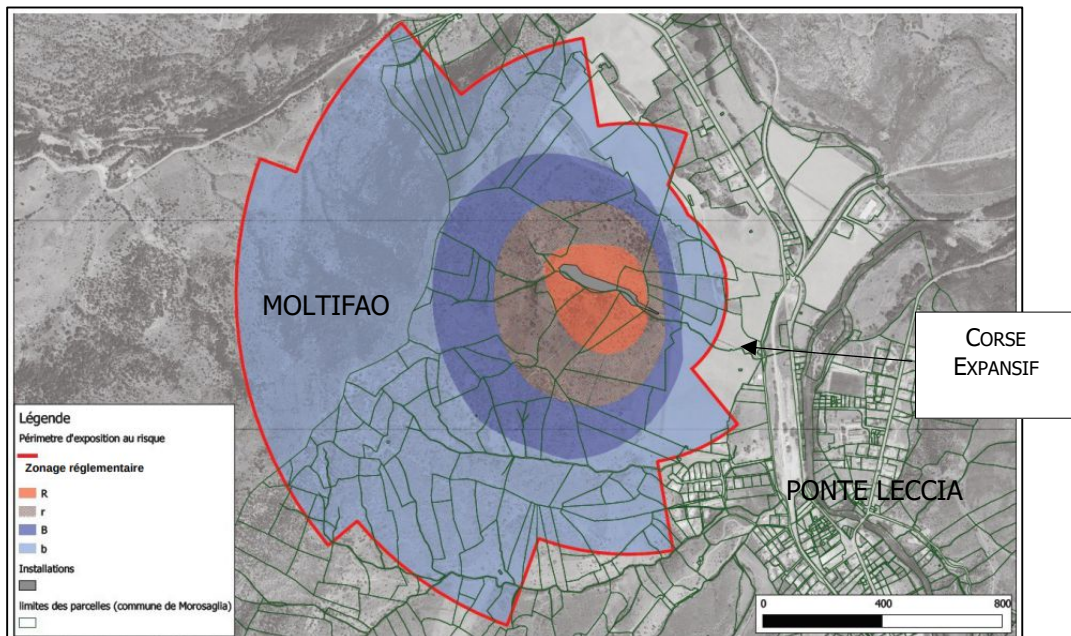 MOLTIFAO
CORSE
EXPANSIF
PONTE LECCIA
Légende
Périmetre d'exposition au risque
Zonage réglementaire
R
r
B
b
Installations
limites des parcelles (commune de Morosaglia)
0 400 800